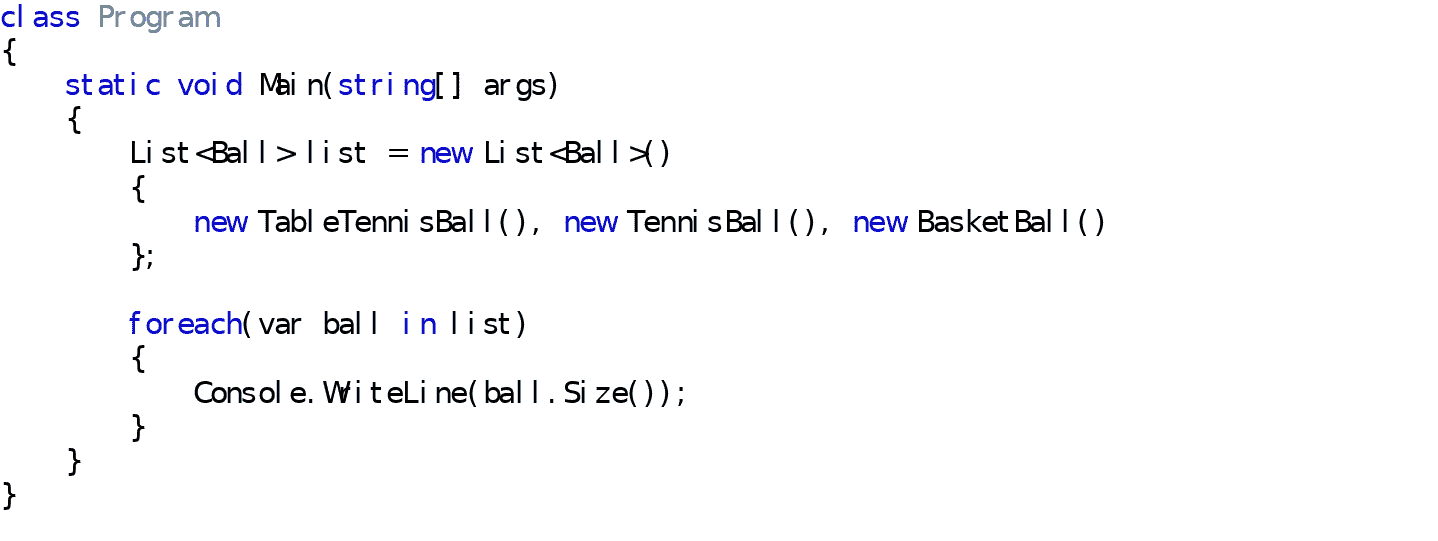 class Program
{
    static void Main(string[] args)
    {
        List<Ball> list = new List<Ball>()
        {
            new TableTennisBall(), new TennisBall(), new BasketBall()
        };

        foreach(var ball in list)
        {
            Console.WriteLine(ball.Size());
        }
    }
}